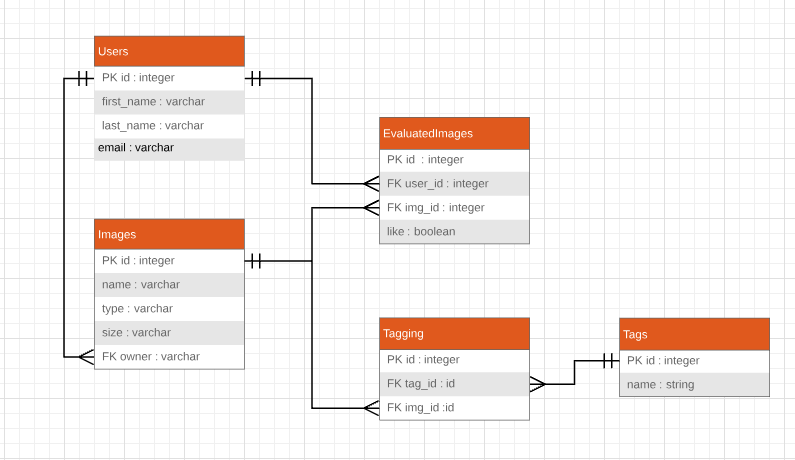 Users
PK id : integer
first_name : varchar
last_name : varchar
email : varchar
Images
PK id : integer
name : varchar
type : varchar
size : varchar
FK owner : varchar
EvaluatedImages
PK id  : integer
FK user_id : integer
FK img_id : integer
like : boolean
Tagging
PK id : integer
FK tag_id : id
FK img_id :id
Tags
PK id : integer
name : string